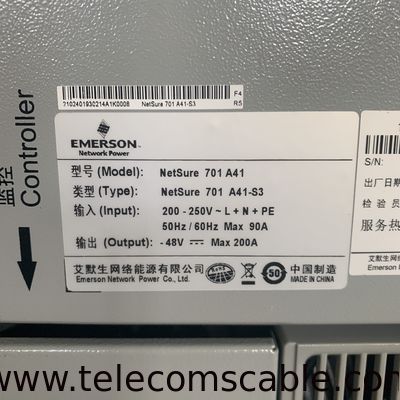 监控
Controller
2102401930214A1K0008 NetSure 701 A41-S3
F4
R5
EMERSON
Network Power
型号 (Model): NetSure 701 A41
类型 (Type): NetSure 701 A41-S3
输入 (Input): 200 - 250V ~ L + N + PE
50Hz / 60Hz Max 90A
输出 (Output): -48V ⎓ Max 200A
艾默生网络能源有限公司
Emerson Network Power Co., Ltd.
50
中国制造
MADE IN CHINA
S/N:
出厂日期
检 验 员
服务热
艾默生
Emerson N
www.telecomscable.com